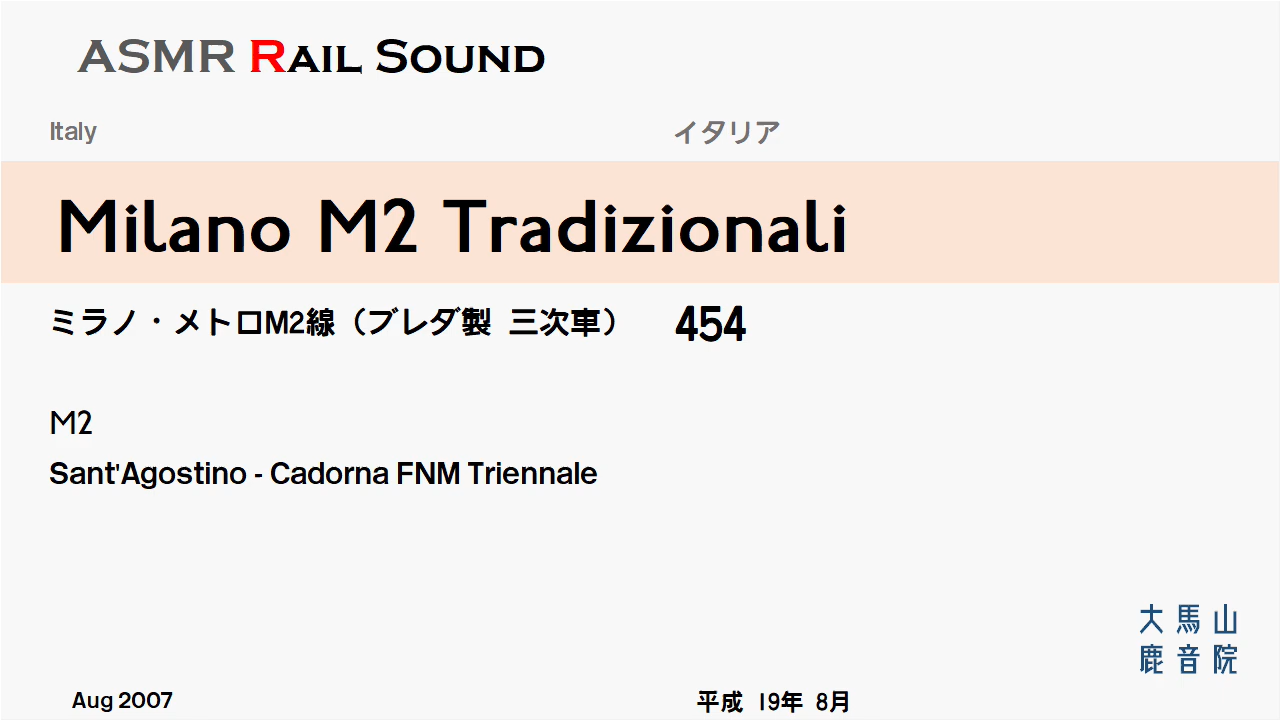 ASMR Rail Sound
Italy イタリア
Milano M2 Tradizionali
ミラノ・メトロM2線（ブレダ製 三次車） 454
M2
Sant'Agostino - Cadorna FNM Triennale
大馬山
鹿音院
Aug 2007 平成 19年 8月